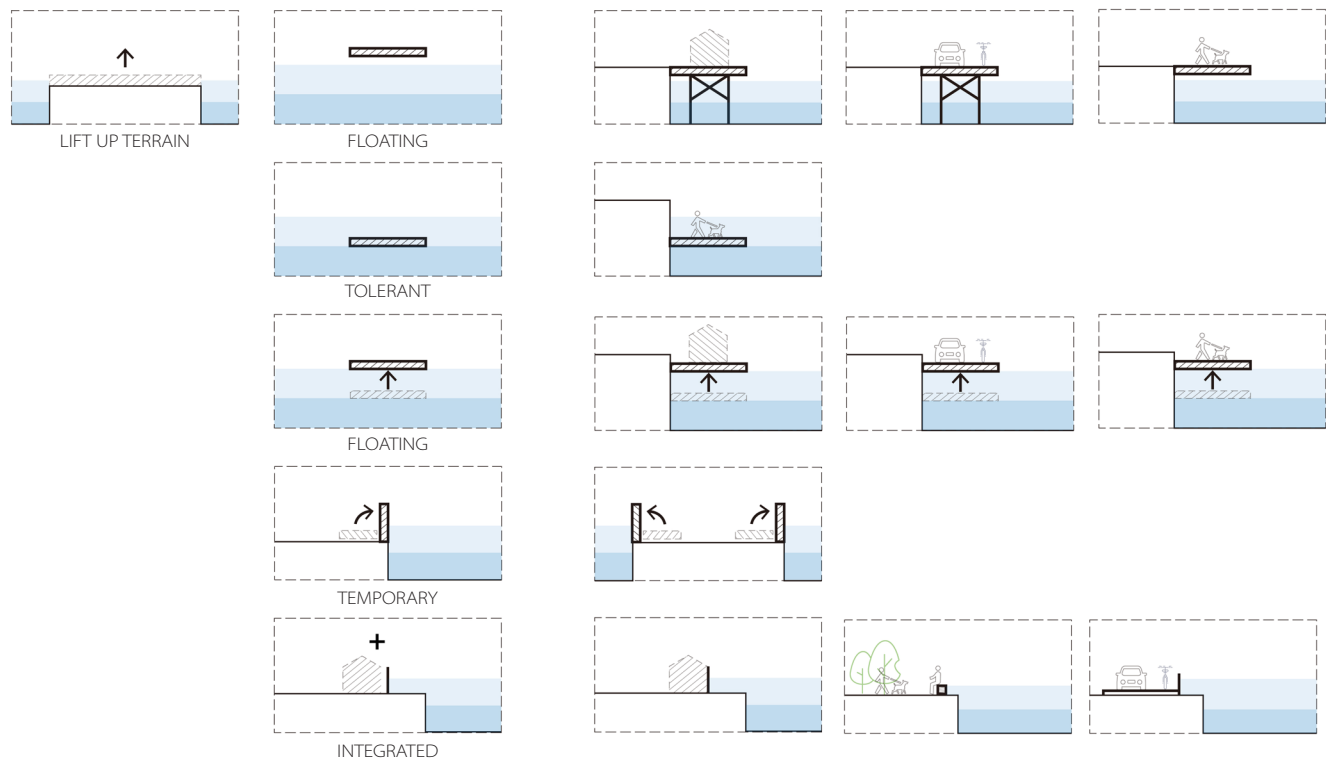 LIFT UP TERRAIN
FLOATING
TOLERANT
FLOATING
TEMPORARY
INTEGRATED